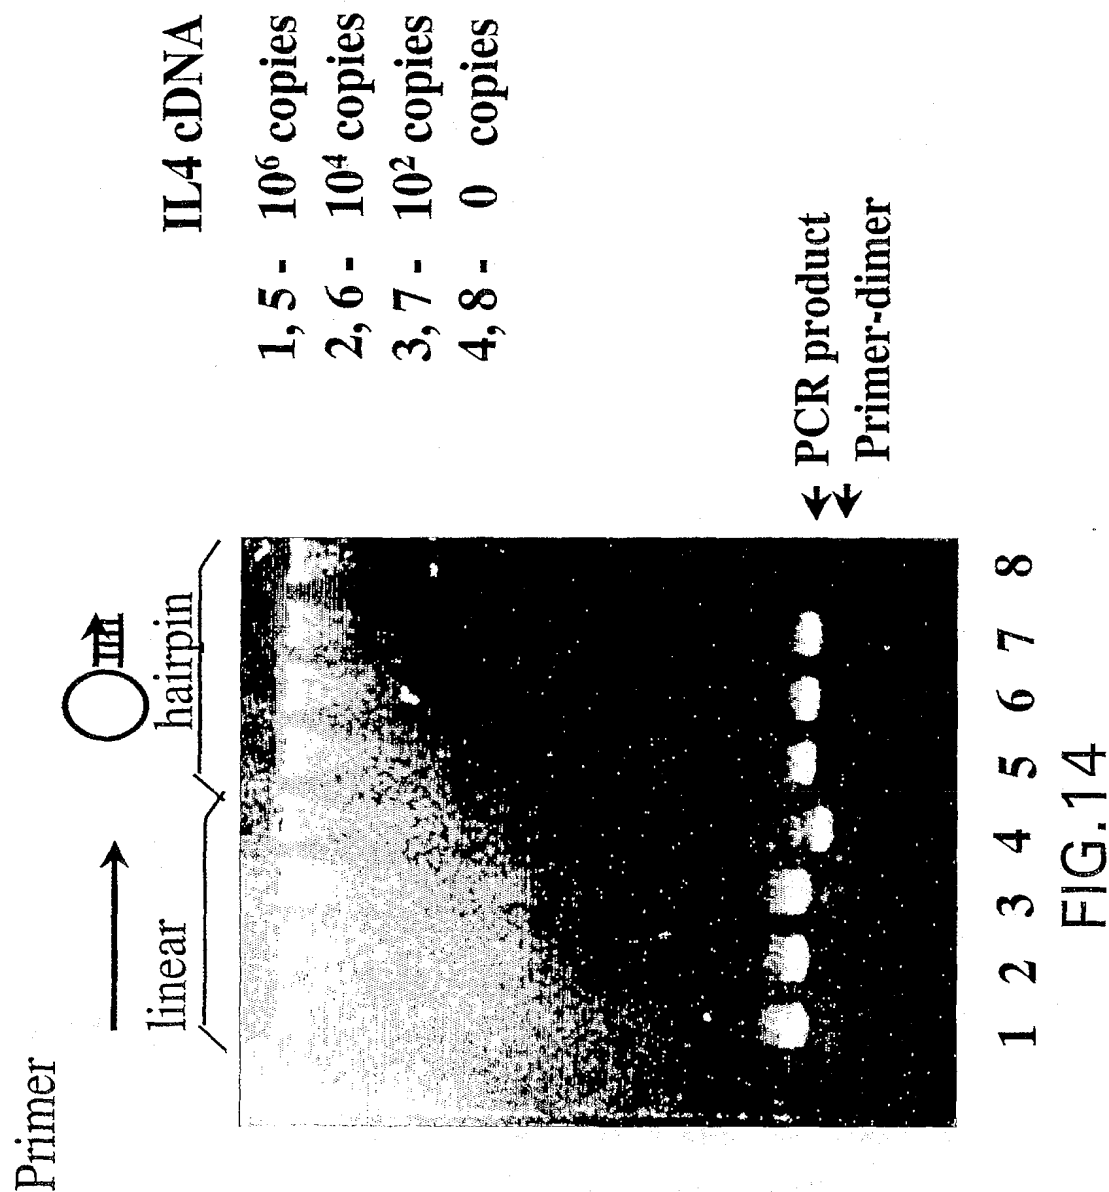 Primer
linear
hairpin
IL4 cDNA
1, 5 - 10⁶ copies
2, 6 - 10⁴ copies
3, 7 - 10² copies
4, 8 - 0 copies
PCR product
Primer-dimer
1 2 3 4 5 6 7 8
FIG.14